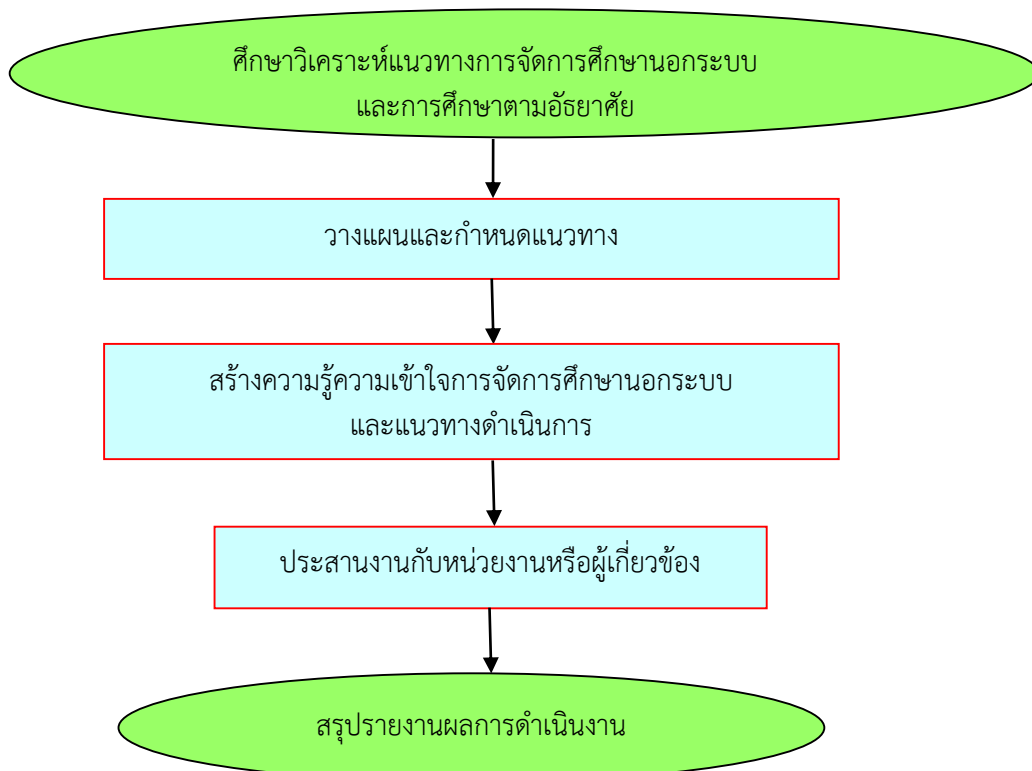 ศึกษาวิเคราะห์แนวทางการจัดการศึกษานอกระบบ
และการศึกษาตามอัธยาศัย
วางแผนและกำหนดแนวทาง
สร้างความรู้ความเข้าใจการจัดการศึกษานอกระบบ
และแนวทางดำเนินการ
ประสานงานกับหน่วยงานหรือผู้เกี่ยวข้อง
สรุปรายงานผลการดำเนินงาน